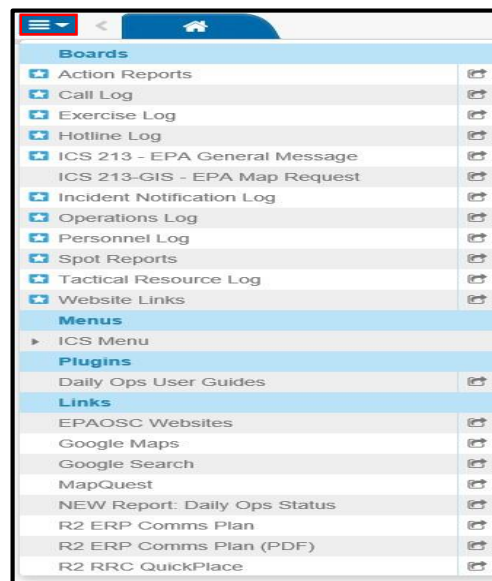 Boards
Action Reports
Call Log
Exercise Log
Hotline Log
ICS 213 - EPA General Message
ICS 213-GIS - EPA Map Request
Incident Notification Log
Operations Log
Personnel Log
Spot Reports
Tactical Resource Log
Website Links
Menus
ICS Menu
Plugins
Daily Ops User Guides
Links
EPAOSC Websites
Google Maps
Google Search
MapQuest
NEW Report: Daily Ops Status
R2 ERP Comms Plan
R2 ERP Comms Plan (PDF)
R2 RRC QuickPlace